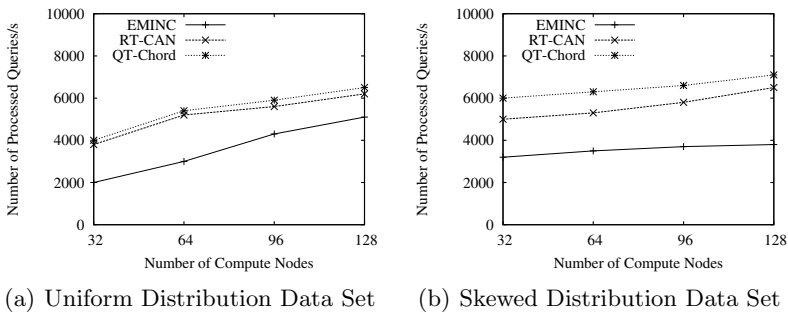 EMINC
RT-CAN
QT-Chord
Number of Processed Queries/s
10000
8000
6000
4000
2000
0
32 64 96 128
Number of Compute Nodes
(a) Uniform Distribution Data Set
EMINC
RT-CAN
QT-Chord
Number of Processed Queries/s
10000
8000
6000
4000
2000
0
32 64 96 128
Number of Compute Nodes
(b) Skewed Distribution Data Set